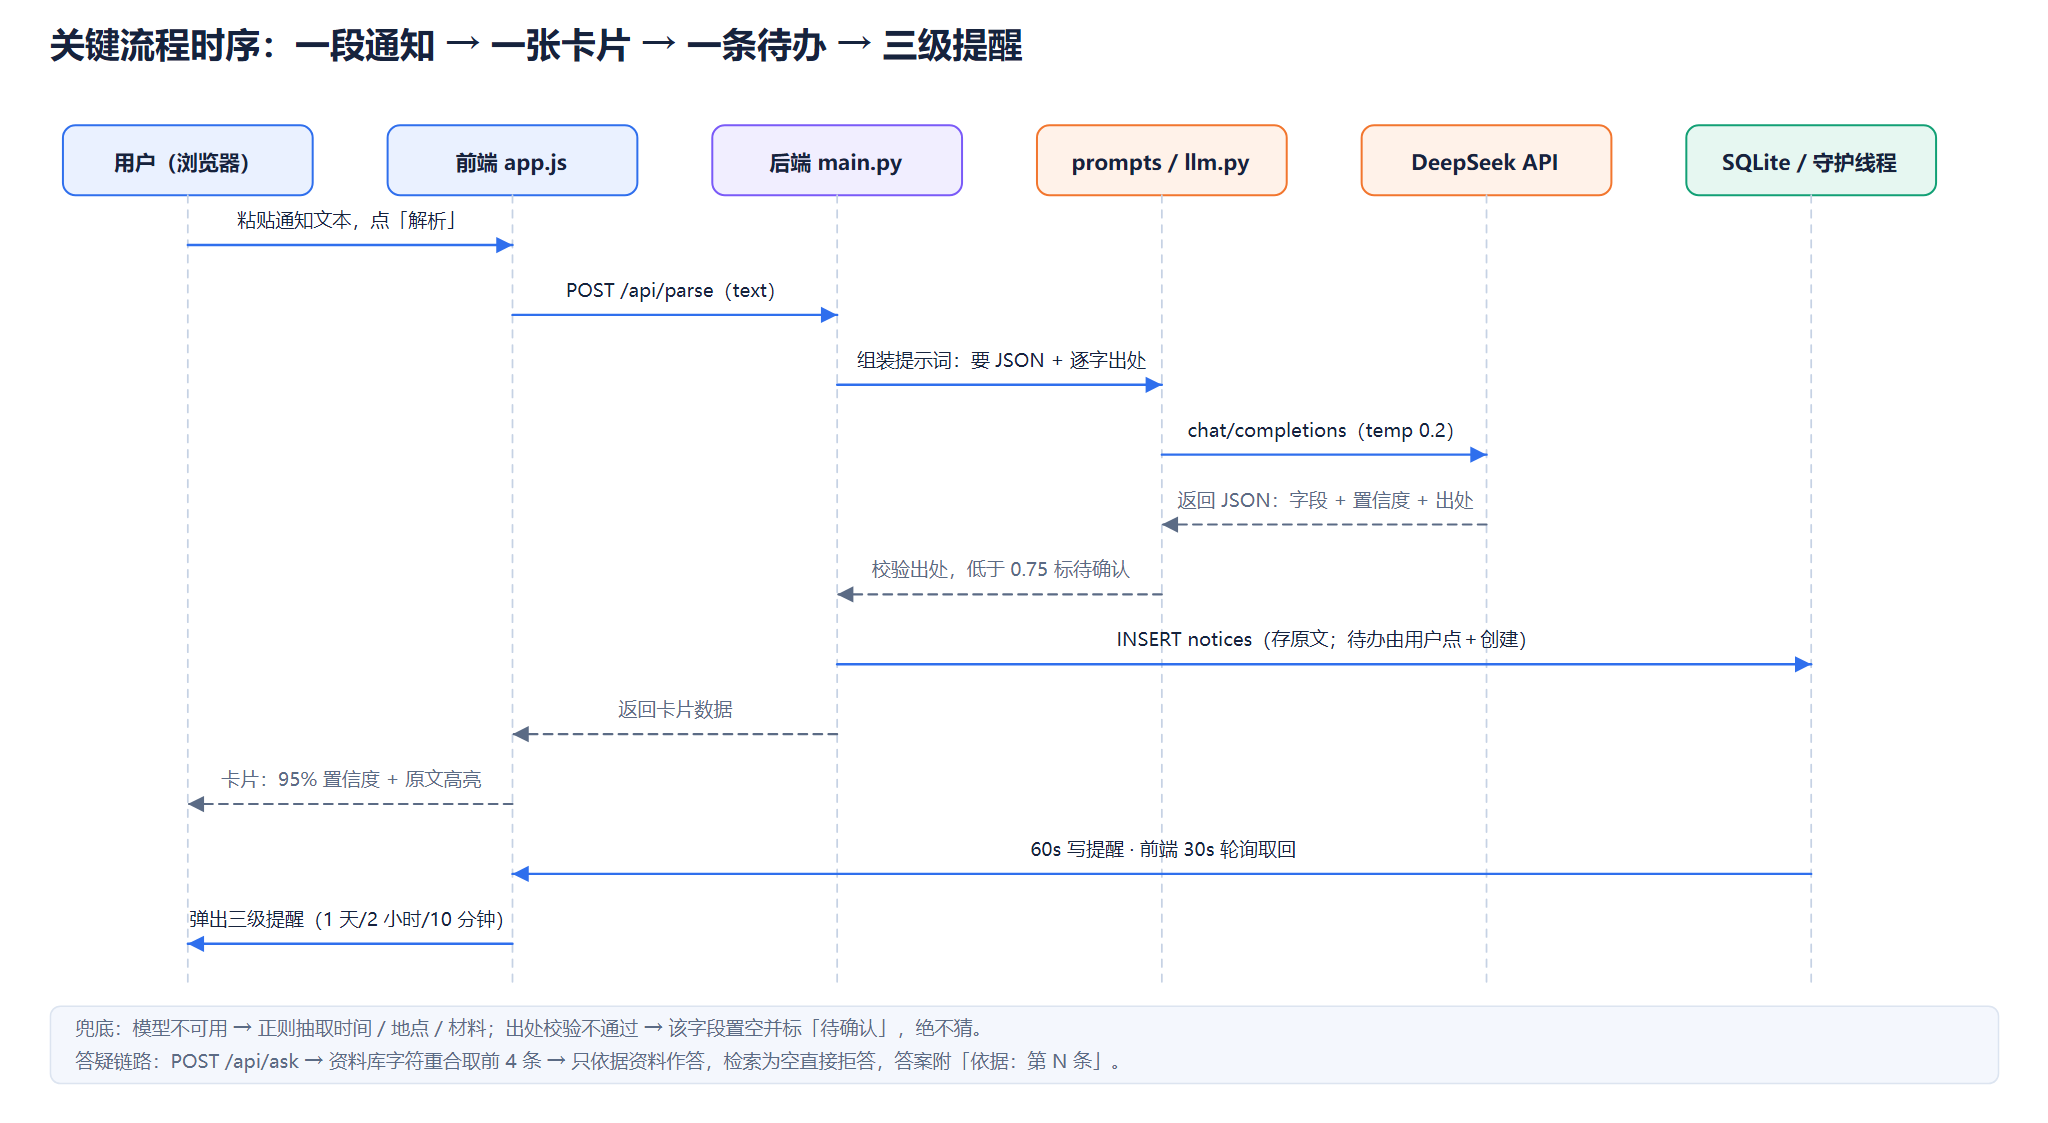 关键流程时序：一段通知 → 一张卡片 → 一条待办 → 三级提醒
用户（浏览器）
前端 app.js
后端 main.py
prompts / llm.py
DeepSeek API
SQLite / 守护线程
粘贴通知文本，点「解析」
POST /api/parse（text）
组装提示词：要 JSON + 逐字出处
chat/completions（temp 0.2）
返回 JSON：字段 + 置信度 + 出处
校验出处，低于 0.75 标待确认
INSERT notices（存原文；待办由用户点＋创建）
返回卡片数据
卡片：95% 置信度 + 原文高亮
60s 写提醒 · 前端 30s 轮询取回
弹出三级提醒（1 天/2 小时/10 分钟）
兜底：模型不可用 → 正则抽取时间 / 地点 / 材料；出处校验不通过 → 该字段置空并标「待确认」，绝不猜。
答疑链路：POST /api/ask → 资料库字符重合取前 4 条 → 只依据资料作答，检索为空直接拒答，答案附「依据：第 N 条」。